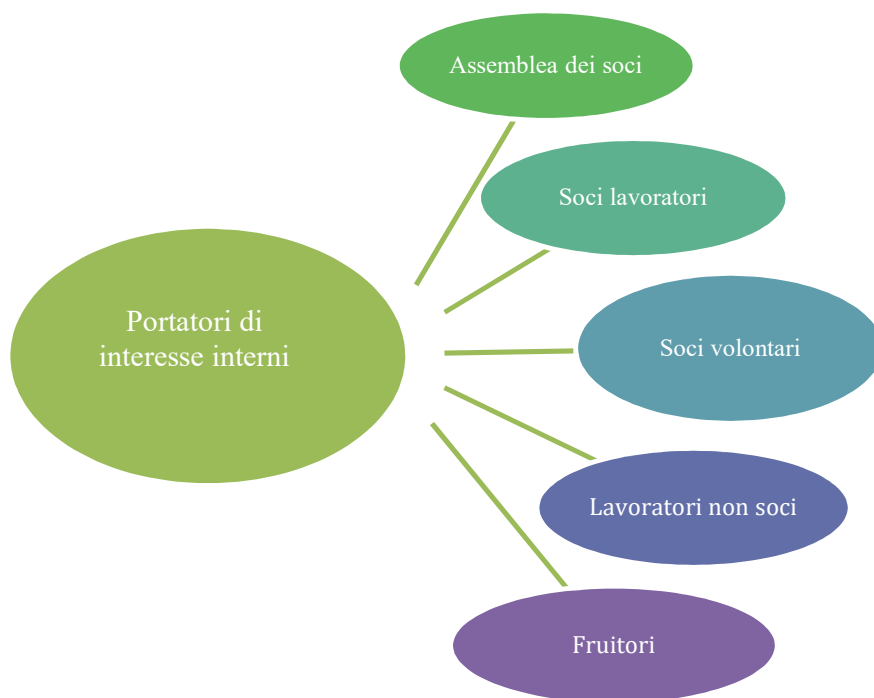 Assemblea dei soci
Soci lavoratori
Portatori di
interesse interni
Soci volontari
Lavoratori non soci
Fruitori